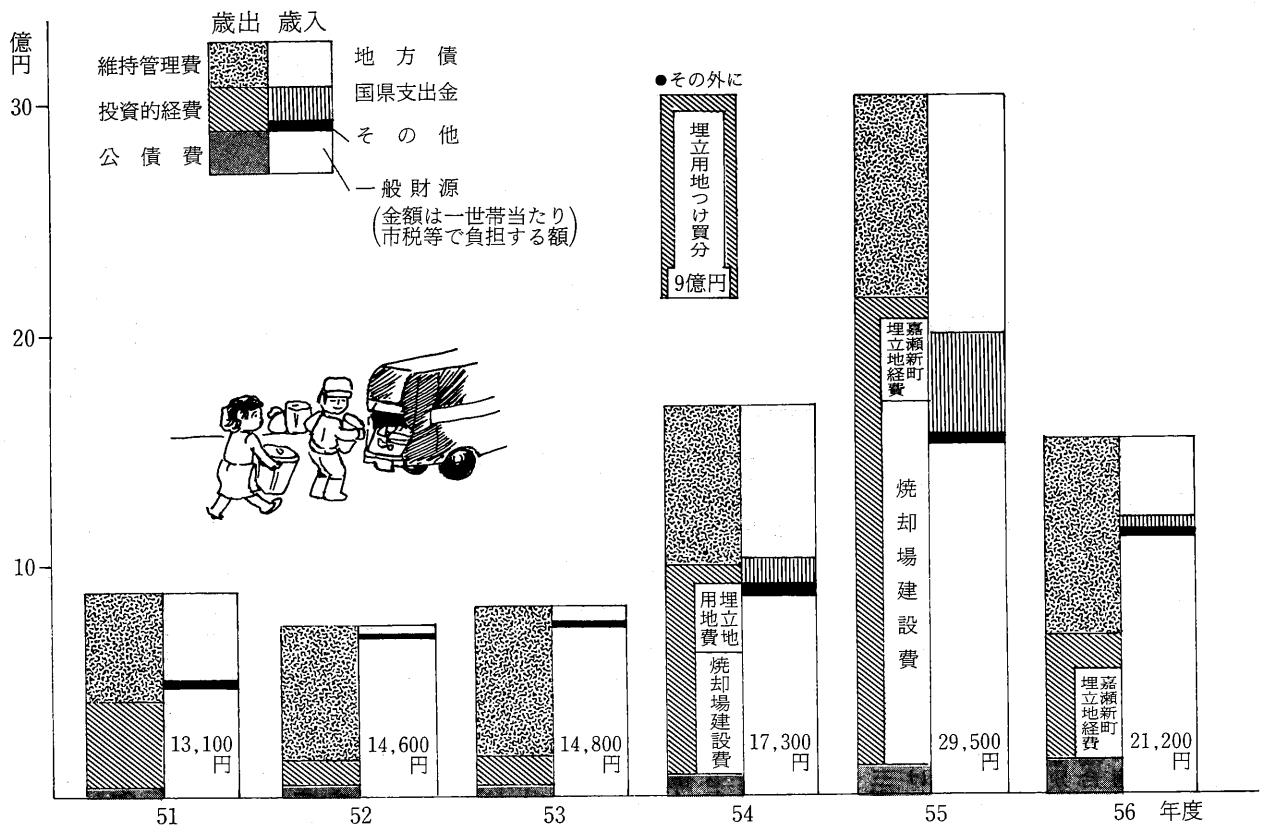 億円
30
20
10
歳出 歳入
維持管理費
投資的経費
公債費
地方債
国県支出金
その他
一般財源
(金額は一世帯当たり
市税等で負担する額)
●その外に
埋立用地つけ買分
9億円
13,100
円
14,600
円
14,800
円
埋立地
用地費
焼却場建設費
17,300
円
嘉瀬新町
埋立地経費
焼却場建設費
29,500
円
嘉瀬新町
埋立地経費
21,200
円
51
52
53
54
55
56
年度